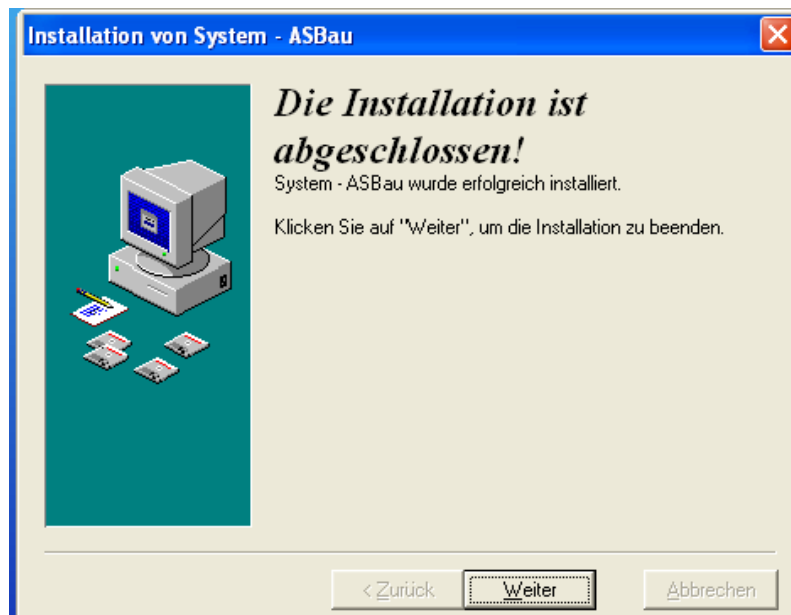 Installation von System - ASBau
Die Installation ist
abgeschlossen!
System - ASBau wurde erfolgreich installiert.
Klicken Sie auf "Weiter", um die Installation zu beenden.
< Zurück Weiter Abbrechen